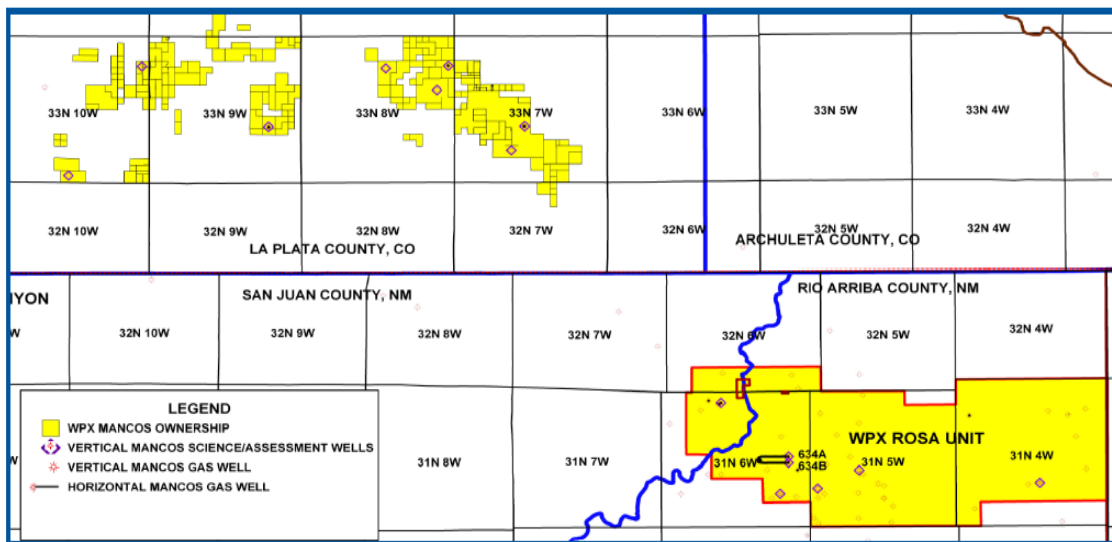 33N 10W 33N 9W 33N 8W 33N 7W 33N 6W 33N 5W 33N 4W
32N 10W 32N 9W 32N 8W 32N 7W 32N 6W 32N 5W 32N 4W
LA PLATA COUNTY, CO ARCHULETA COUNTY, CO
IYON SAN JUAN COUNTY, NM RIO ARRIBA COUNTY, NM
W 32N 10W 32N 9W 32N 8W 32N 7W 32N 6W 32N 5W 32N 4W
LEGEND
WPX MANCOS OWNERSHIP
VERTICAL MANCOS SCIENCE/ASSESSMENT WELLS
VERTICAL MANCOS GAS WELL
HORIZONTAL MANCOS GAS WELL
WPX ROSA UNIT
W 31N 8W 31N 7W 31N 6W 634A 31N 5W 31N 4W
634B
W